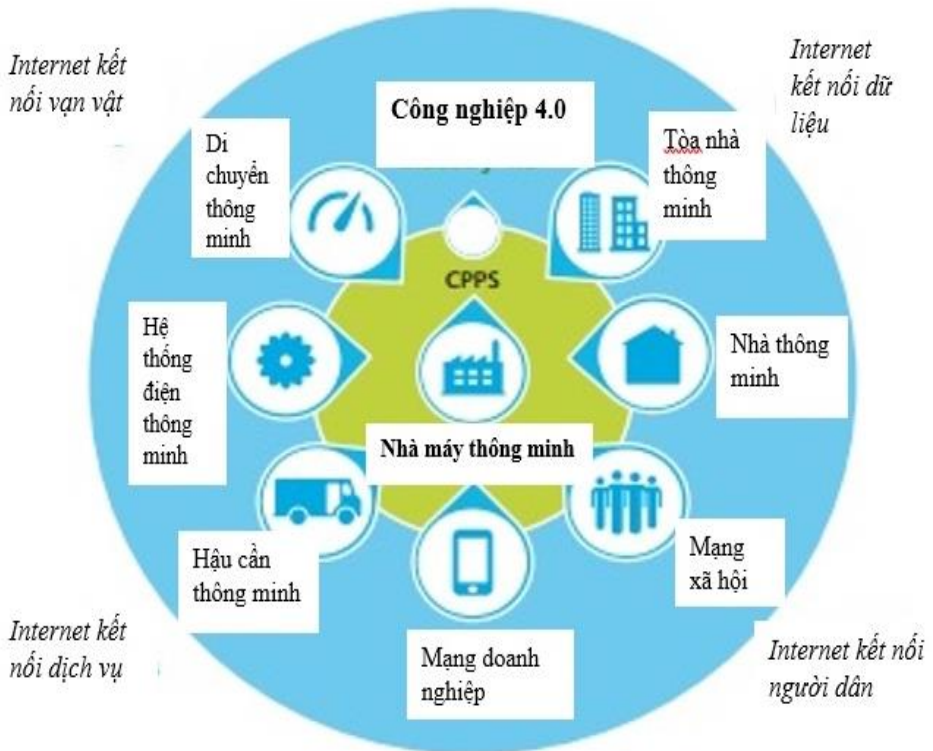 Internet kết
nối vạn vật
Internet
kết nối dữ
liệu
Công nghiệp 4.0
Di
chuyển
thông
minh
Tòa nhà
thông
minh
CPPS
Hệ
thống
điện
thông
minh
Nhà thông
minh
Nhà máy thông minh
Hậu cần
thông minh
Mạng
xã hội
Mạng doanh
nghiệp
Internet kết
nối dịch vụ
Internet kết nối
người dân